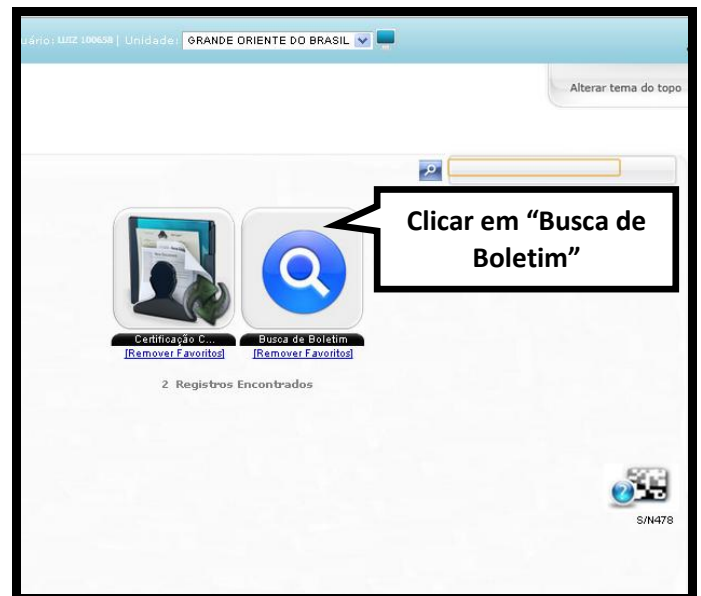 uário: LUIZ 100658 | Unidade: GRANDE ORIENTE DO BRASIL
Alterar tema do topo
Clicar em “Busca de
Boletim”
Certificação C... Busca de Boletim
[Remover Favoritos] [Remover Favoritos]
2 Registros Encontrados
S/N478